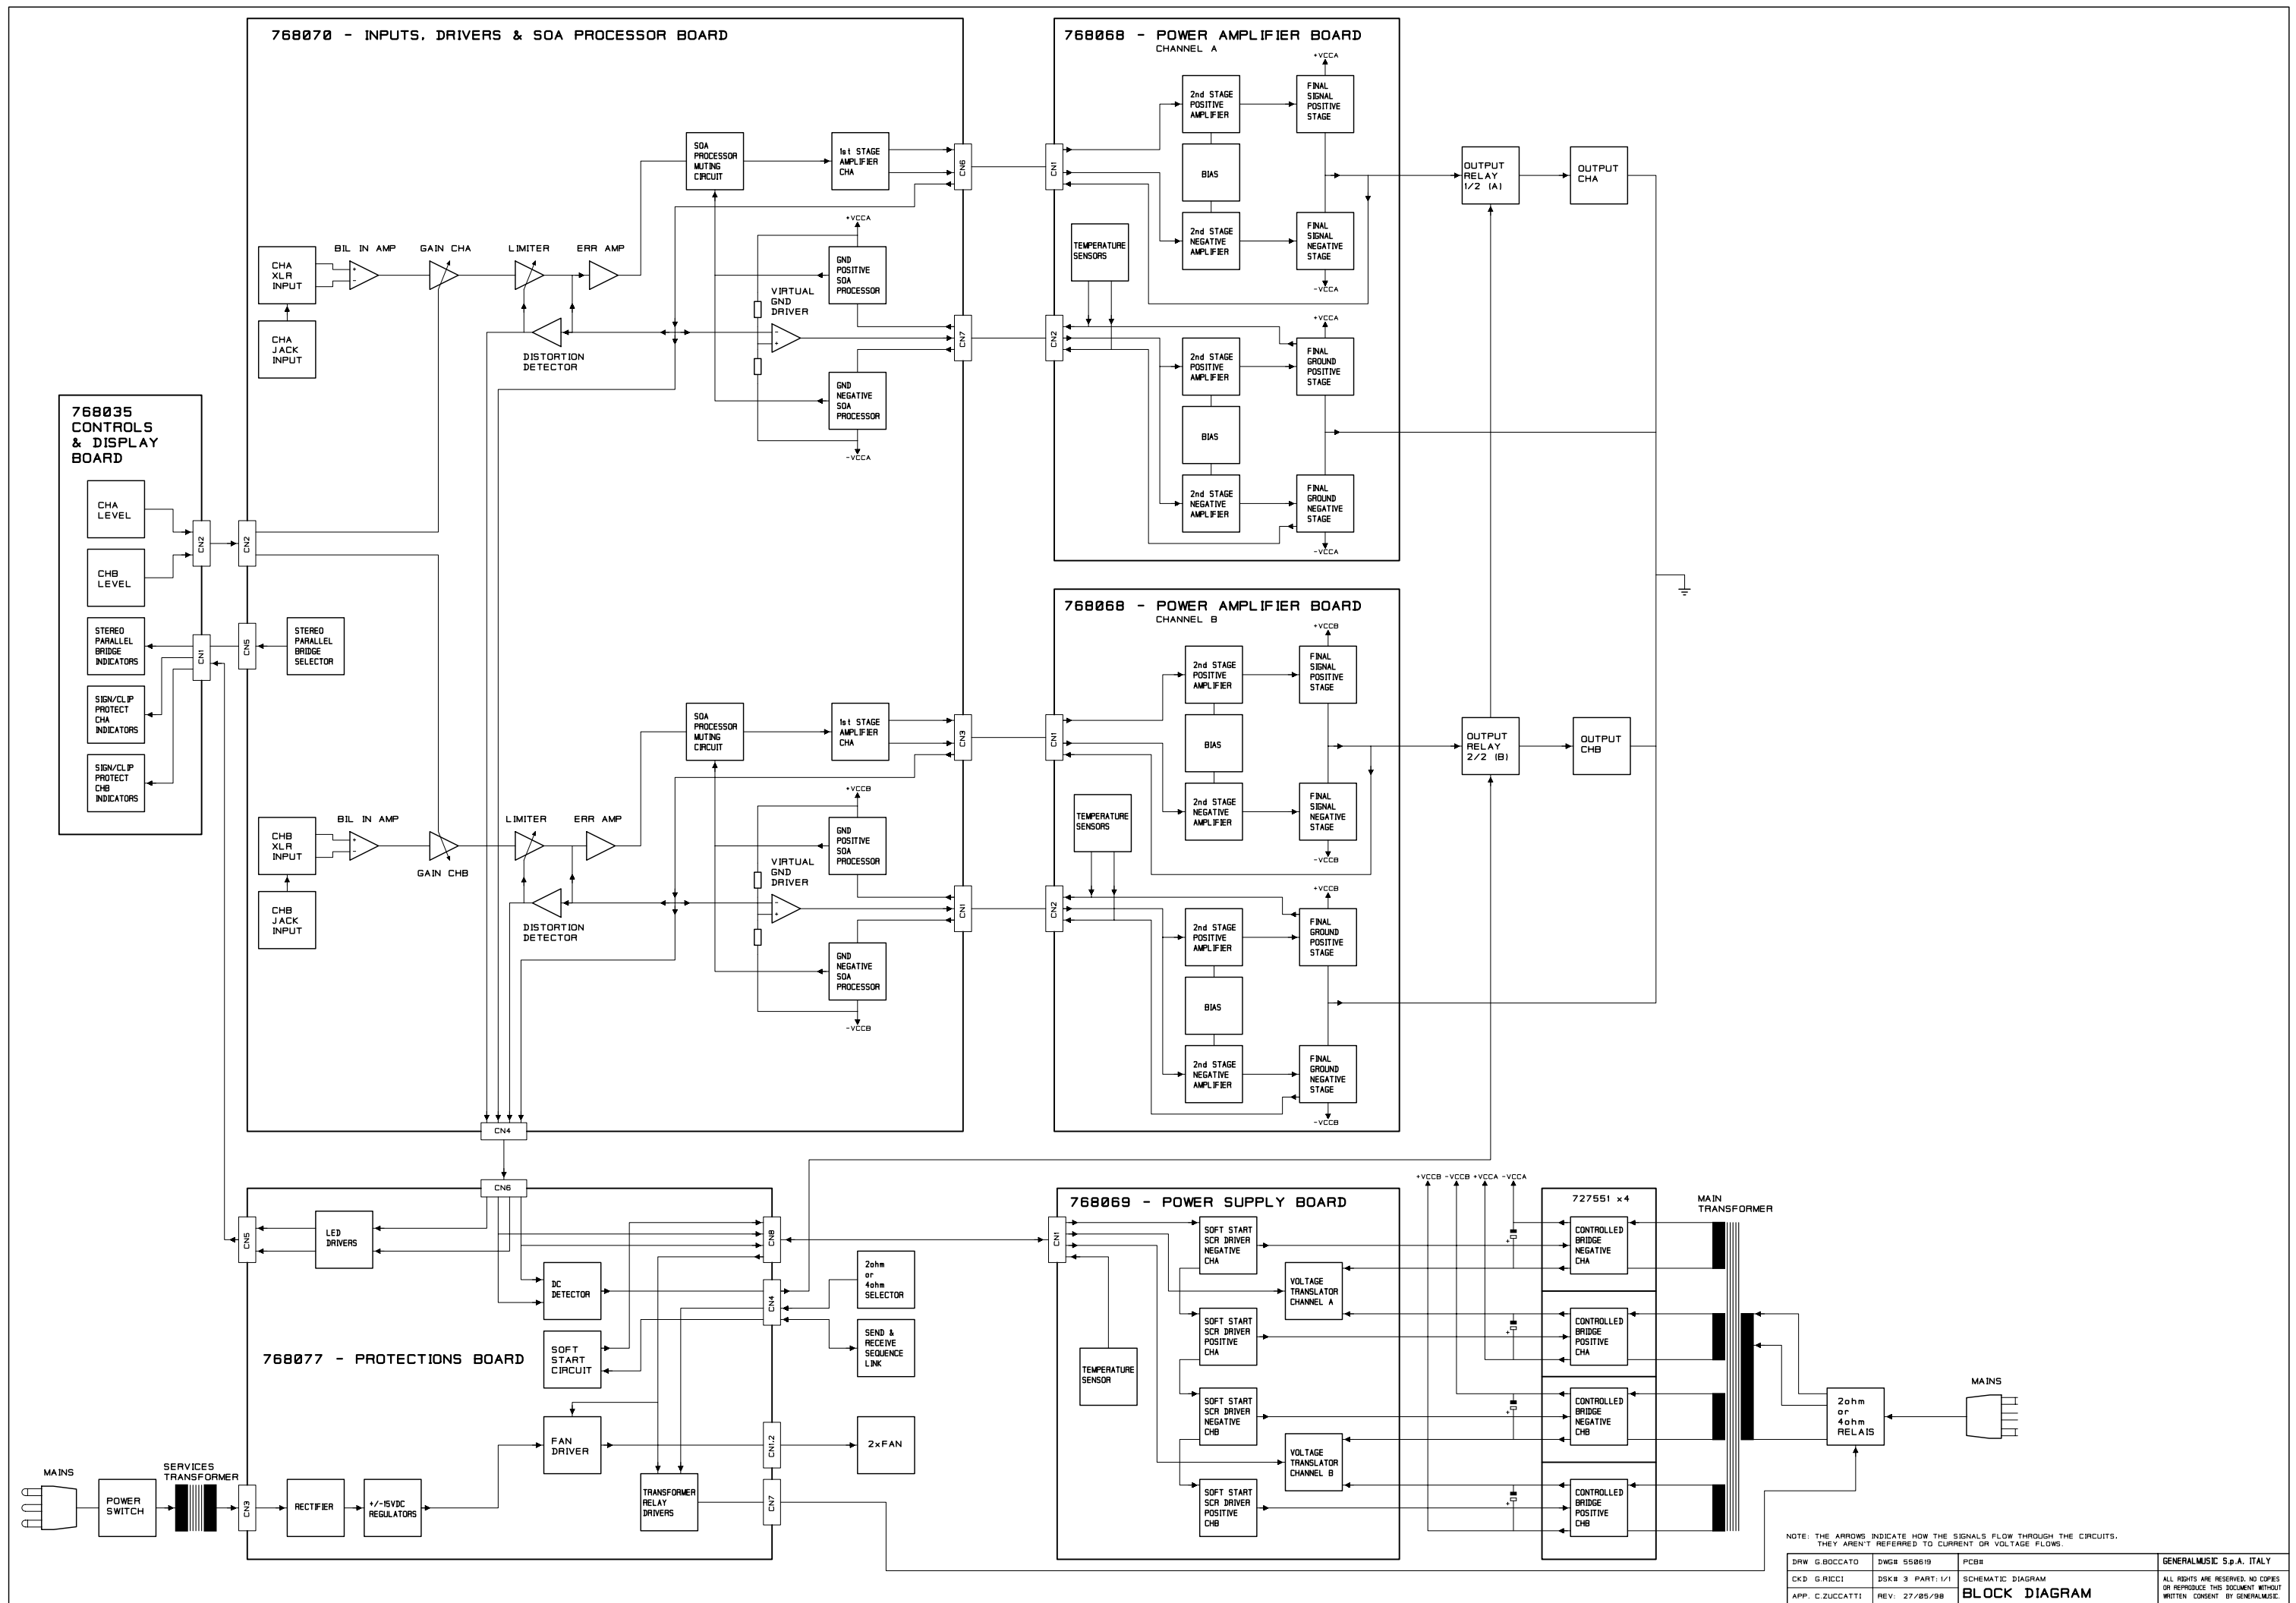 768070 - INPUTS, DRIVERS & SOA PROCESSOR BOARD
SOA
PROCESSOR
MUTING
CIRCUIT
1st STAGE
AMPLIFIER
CHA
CN6
BIL IN AMP
GAIN CHA
LIMITER
ERR AMP
CHA
XLR
INPUT
+
-
CHA
JACK
INPUT
DISTORTION
DETECTOR
VIRTUAL
GND
DRIVER
-
+
+VCCA
GND
POSITIVE
SOA
PROCESSOR
GND
NEGATIVE
SOA
PROCESSOR
-VCCA
CN7
CN2
CN5
STEREO
PARALLEL
BRIDGE
SELECTOR
SOA
PROCESSOR
MUTING
CIRCUIT
1st STAGE
AMPLIFIER
CHA
CN3
BIL IN AMP
GAIN CHB
LIMITER
ERR AMP
CHB
XLR
INPUT
+
-
CHB
JACK
INPUT
DISTORTION
DETECTOR
VIRTUAL
GND
DRIVER
-
+
+VCCB
GND
POSITIVE
SOA
PROCESSOR
GND
NEGATIVE
SOA
PROCESSOR
-VCCB
CN1
CN4
768035
CONTROLS
& DISPLAY
BOARD
CHA
LEVEL
CHB
LEVEL
CN2
STEREO
PARALLEL
BRIDGE
INDICATORS
CN1
SIGN/CLIP
PROTECT
CHA
INDICATORS
SIGN/CLIP
PROTECT
CHB
INDICATORS
768068 - POWER AMPLIFIER BOARD
CHANNEL A
+VCCA
2nd STAGE
POSITIVE
AMPLIFIER
FINAL
SIGNAL
POSITIVE
STAGE
CN1
BIAS
2nd STAGE
NEGATIVE
AMPLIFIER
FINAL
SIGNAL
NEGATIVE
STAGE
-VCCA
TEMPERATURE
SENSORS
CN2
+VCCA
2nd STAGE
POSITIVE
AMPLIFIER
FINAL
GROUND
POSITIVE
STAGE
BIAS
2nd STAGE
NEGATIVE
AMPLIFIER
FINAL
GROUND
NEGATIVE
STAGE
-VCCA
OUTPUT
RELAY
1/2 (A)
OUTPUT
CHA
768068 - POWER AMPLIFIER BOARD
CHANNEL B
+VCCB
2nd STAGE
POSITIVE
AMPLIFIER
FINAL
SIGNAL
POSITIVE
STAGE
CN1
BIAS
2nd STAGE
NEGATIVE
AMPLIFIER
FINAL
SIGNAL
NEGATIVE
STAGE
-VCCB
TEMPERATURE
SENSORS
CN2
+VCCB
2nd STAGE
POSITIVE
AMPLIFIER
FINAL
GROUND
POSITIVE
STAGE
BIAS
2nd STAGE
NEGATIVE
AMPLIFIER
FINAL
GROUND
NEGATIVE
STAGE
-VCCB
OUTPUT
RELAY
2/2 (B)
OUTPUT
CHB
CN6
CN5
LED
DRIVERS
CN8
DC
DETECTOR
CN4
2ohm
or
4ohm
SELECTOR
768077 - PROTECTIONS BOARD
SOFT
START
CIRCUIT
SEND &
RECEIVE
SEQUENCE
LINK
FAN
DRIVER
CN1,2
2xFAN
MAINS
POWER
SWITCH
SERVICES
TRANSFORMER
CN3
RECTIFIER
+/-15VDC
REGULATORS
TRANSFORMER
RELAY
DRIVERS
CN7
768069 - POWER SUPPLY BOARD
CN1
SOFT START
SCR DRIVER
NEGATIVE
CHA
VOLTAGE
TRANSLATOR
CHANNEL A
SOFT START
SCR DRIVER
POSITIVE
CHA
TEMPERATURE
SENSOR
SOFT START
SCR DRIVER
NEGATIVE
CHB
VOLTAGE
TRANSLATOR
CHANNEL B
SOFT START
SCR DRIVER
POSITIVE
CHB
+VCCB -VCCB +VCCA -VCCA
+
+
+
+
727551 x4
CONTROLLED
BRIDGE
NEGATIVE
CHA
CONTROLLED
BRIDGE
POSITIVE
CHA
CONTROLLED
BRIDGE
NEGATIVE
CHB
CONTROLLED
BRIDGE
POSITIVE
CHB
MAIN
TRANSFORMER
2ohm
or
4ohm
RELAIS
MAINS
NOTE: THE ARROWS INDICATE HOW THE SIGNALS FLOW THROUGH THE CIRCUITS,
THEY AREN'T REFERRED TO CURRENT OR VOLTAGE FLOWS.
DRW G.BOCCATO
DWG# 550619
PCB#
GENERALMUSIC S.p.A. ITALY
CKD G.RICCI
DSK# 3 PART: 1/1
SCHEMATIC DIAGRAM
BLOCK DIAGRAM
APP. C.ZUCCATTI
REV: 27/05/98
ALL RIGHTS ARE RESERVED. NO COPIES
OR REPRODUCE THIS DOCUMENT WITHOUT
WRITTEN CONSENT BY GENERALMUSIC.